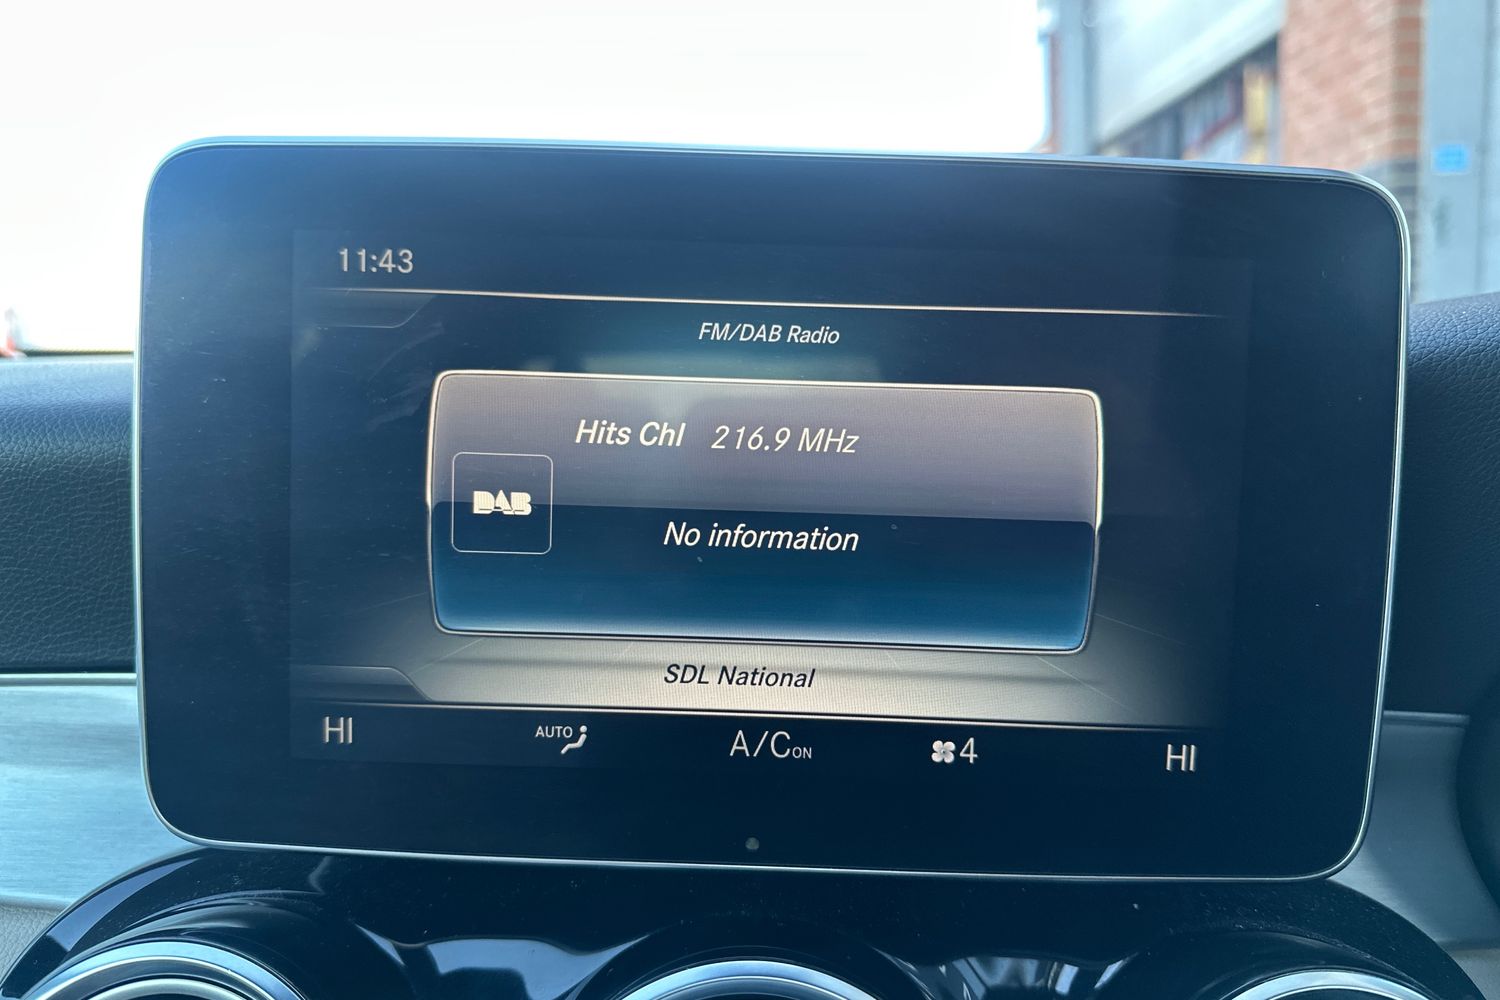 11:43
FM/DAB Radio
Hits Chl 216.9 MHz
DAB
No information
SDL National
HI AUTO A/C ON 4 HI